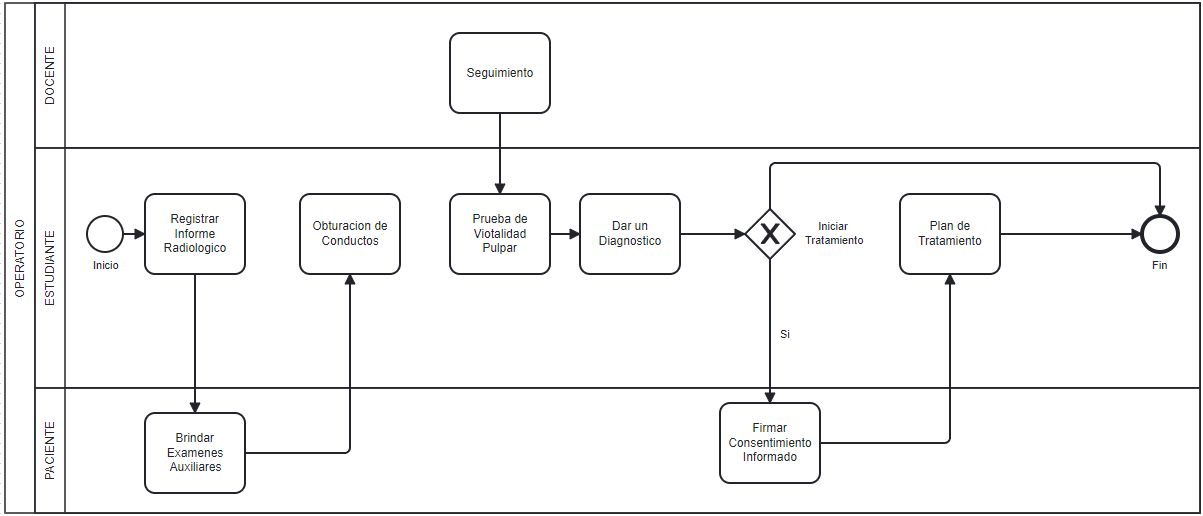 OPERATORIO
DOCENTE
Seguimiento
ESTUDIANTE
Inicio
Registrar
Informe
Radiologico
Obturacion de
Conductos
Prueba de
Viotalidad
Pulpar
Dar un
Diagnostico
X
Iniciar
Tratamiento
Si
Plan de
Tratamiento
Fin
PACIENTE
Brindar
Examenes
Auxiliares
Firmar
Consentimiento
Informado